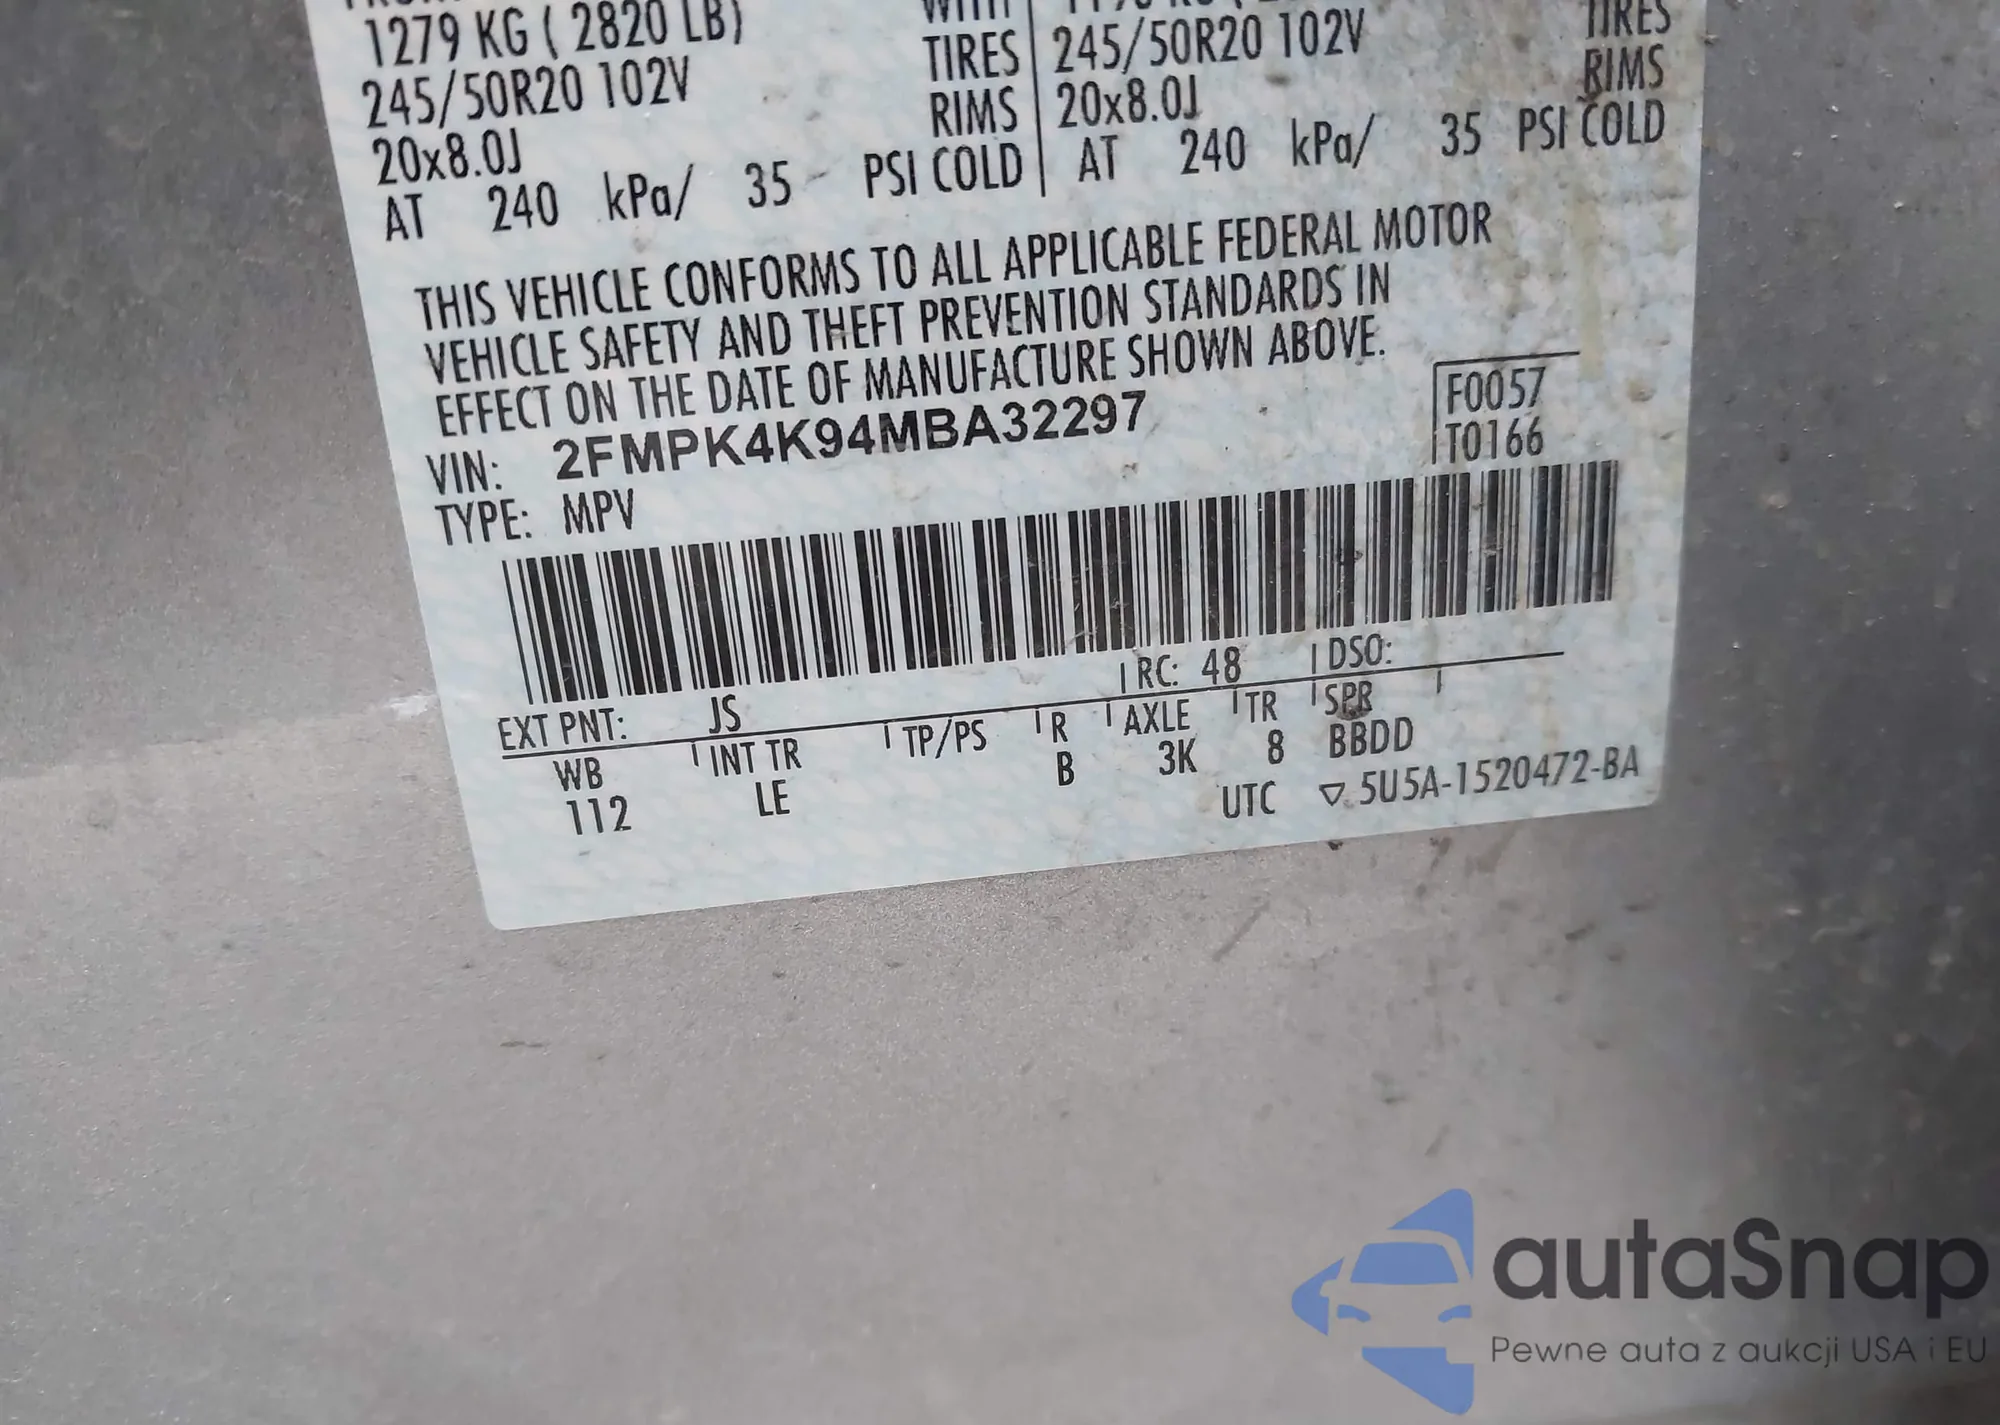 1279 KG ( 2820 LB)
WITH
TIRES
245/50R20 102V
TIRES
245/50R20 102V
RIMS
20x8.0J
RIMS
20x8.0J
AT 240 kPa/ 35 PSI COLD
AT 240 kPa/ 35 PSI COLD
THIS VEHICLE CONFORMS TO ALL APPLICABLE FEDERAL MOTOR
VEHICLE SAFETY AND THEFT PREVENTION STANDARDS IN
EFFECT ON THE DATE OF MANUFACTURE SHOWN ABOVE.
VIN: 2FMPK4K94MBA32297
F0057
TYPE: MPV
T0166
EXT PNT: JS
RC: 48
DSO:
WB INT TR TP/PS R AXLE TR SPR
112 LE B 3K 8 BBDD
UTC ▽ 5U5A-1520472-BA
autaSnap
Pewne auta z aukcji USA i EU